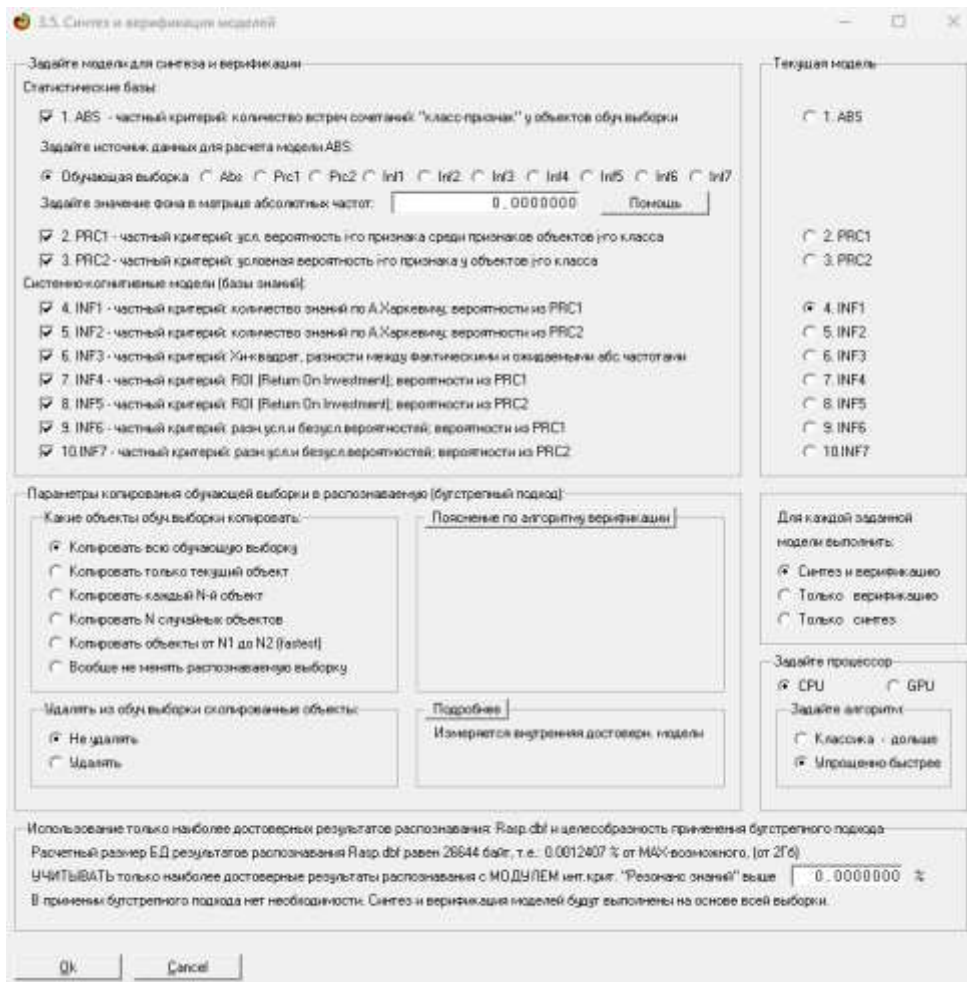 3.5. Синтез и верификация моделей
Задайте модели для синтеза и верификации
Текущая модель
Статистические базы:
1. ABS - частный критерий: количество встреч сочетаний: "класс-признак" у объектов обуч.выборки
1. ABS
Задайте источник данных для расчета модели ABS:
Обучающая выборка Abs Prc1 Prc2 Inf1 Inf2 Inf3 Inf4 Inf5 Inf6 Inf7
Задайте значение фона в матрице абсолютных частот: 0.0000000 Помощь
2. PRC1 - частный критерий: усл. вероятность i-го признака среди признаков объектов j-го класса
2. PRC1
3. PRC2 - частный критерий: условная вероятность i-го признака у объектов j-го класса
3. PRC2
Системно-когнитивные модели (базы знаний):
4. INF1 - частный критерий: количество знаний по А.Харкевичу; вероятности из PRC1
4. INF1
5. INF2 - частный критерий: количество знаний по А.Харкевичу; вероятности из PRC2
5. INF2
6. INF3 - частный критерий: Хи-квадрат, разности между фактическими и ожидаемыми абс.частотами
6. INF3
7. INF4 - частный критерий: ROI (Return On Investment); вероятности из PRC1
7. INF4
8. INF5 - частный критерий: ROI (Return On Investment); вероятности из PRC2
8. INF5
9. INF6 - частный критерий: разн.усл.и безусл.вероятностей; вероятности из PRC1
9. INF6
10.INF7 - частный критерий: разн.усл.и безусл.вероятностей; вероятности из PRC2
10.INF7
Параметры копирования обучающей выборки в распознаваемую (бутстрепный подход):
Какие объекты обуч.выборки копировать:
Копировать всю обучающую выборку
Копировать только текущий объект
Копировать каждый N-й объект
Копировать N случайных объектов
Копировать объекты от N1 до N2 (fastest)
Вообще не менять распознаваемую выборку
Пояснение по алгоритму верификации
Для каждой заданной
модели выполнить:
Синтез и верификацию
Только верификацию
Только синтез
Удалять из обуч.выборки скопированные объекты:
Не удалять
Удалять
Подробнее
Измеряется внутренняя достоверн. модели
Задайте процессор
CPU GPU
Задайте алгоритм:
Классика - дольше
Упрощенно быстрее
Использование только наиболее достоверных результатов распознавания: Rasp.dbf и целесобразность применения бутстрепного подхода
Расчетный размер БД результатов распознавания Rasp.dbf равен 26644 байт, т.е.: 0.0012407 % от MAX-возможного, (от 2Гб)
УЧИТЫВАТЬ только наиболее достоверные результаты распознавания с МОДУЛЕМ инт.крит. "Резонанс знаний" выше 0.0000000 %
В примении бутстрепного подхода нет необходимости. Синтез и верификация моделей будут выполнены на основе всей выборки.
Ok Cancel